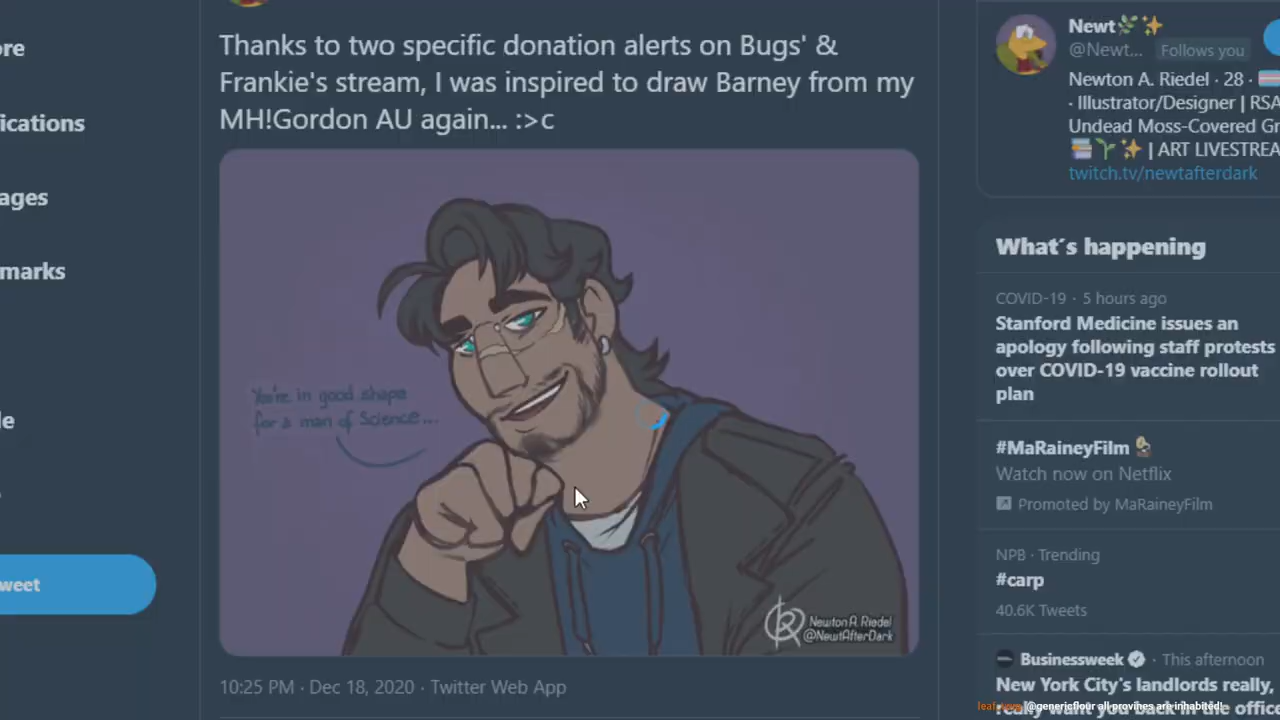 ore
ications
ages
marks
le
weet
Thanks to two specific donation alerts on Bugs' &
Frankie's stream, I was inspired to draw Barney from my
MH!Gordon AU again... :>c
You're in good shape
for a man of Science...
Newton A. Riedel
@NewtAfterDark
10:25 PM · Dec 18, 2020 · Twitter Web App
Newt
@Newt... Follows you
Newton A. Riedel · 28 ·
· Illustrator/Designer | RSA
Undead Moss-Covered Gr
| ART LIVESTREA
twitch.tv/newtafterdark
What's happening
COVID-19 · 5 hours ago
Stanford Medicine issues an
apology following staff protests
over COVID-19 vaccine rollout
plan
#MaRaineyFilm
Watch now on Netflix
Promoted by MaRaineyFilm
NPB · Trending
#carp
40.6K Tweets
Businessweek · This afternoon
New York City's landlords really,
really want you back in the office
@genericflour all provines are inhabited!